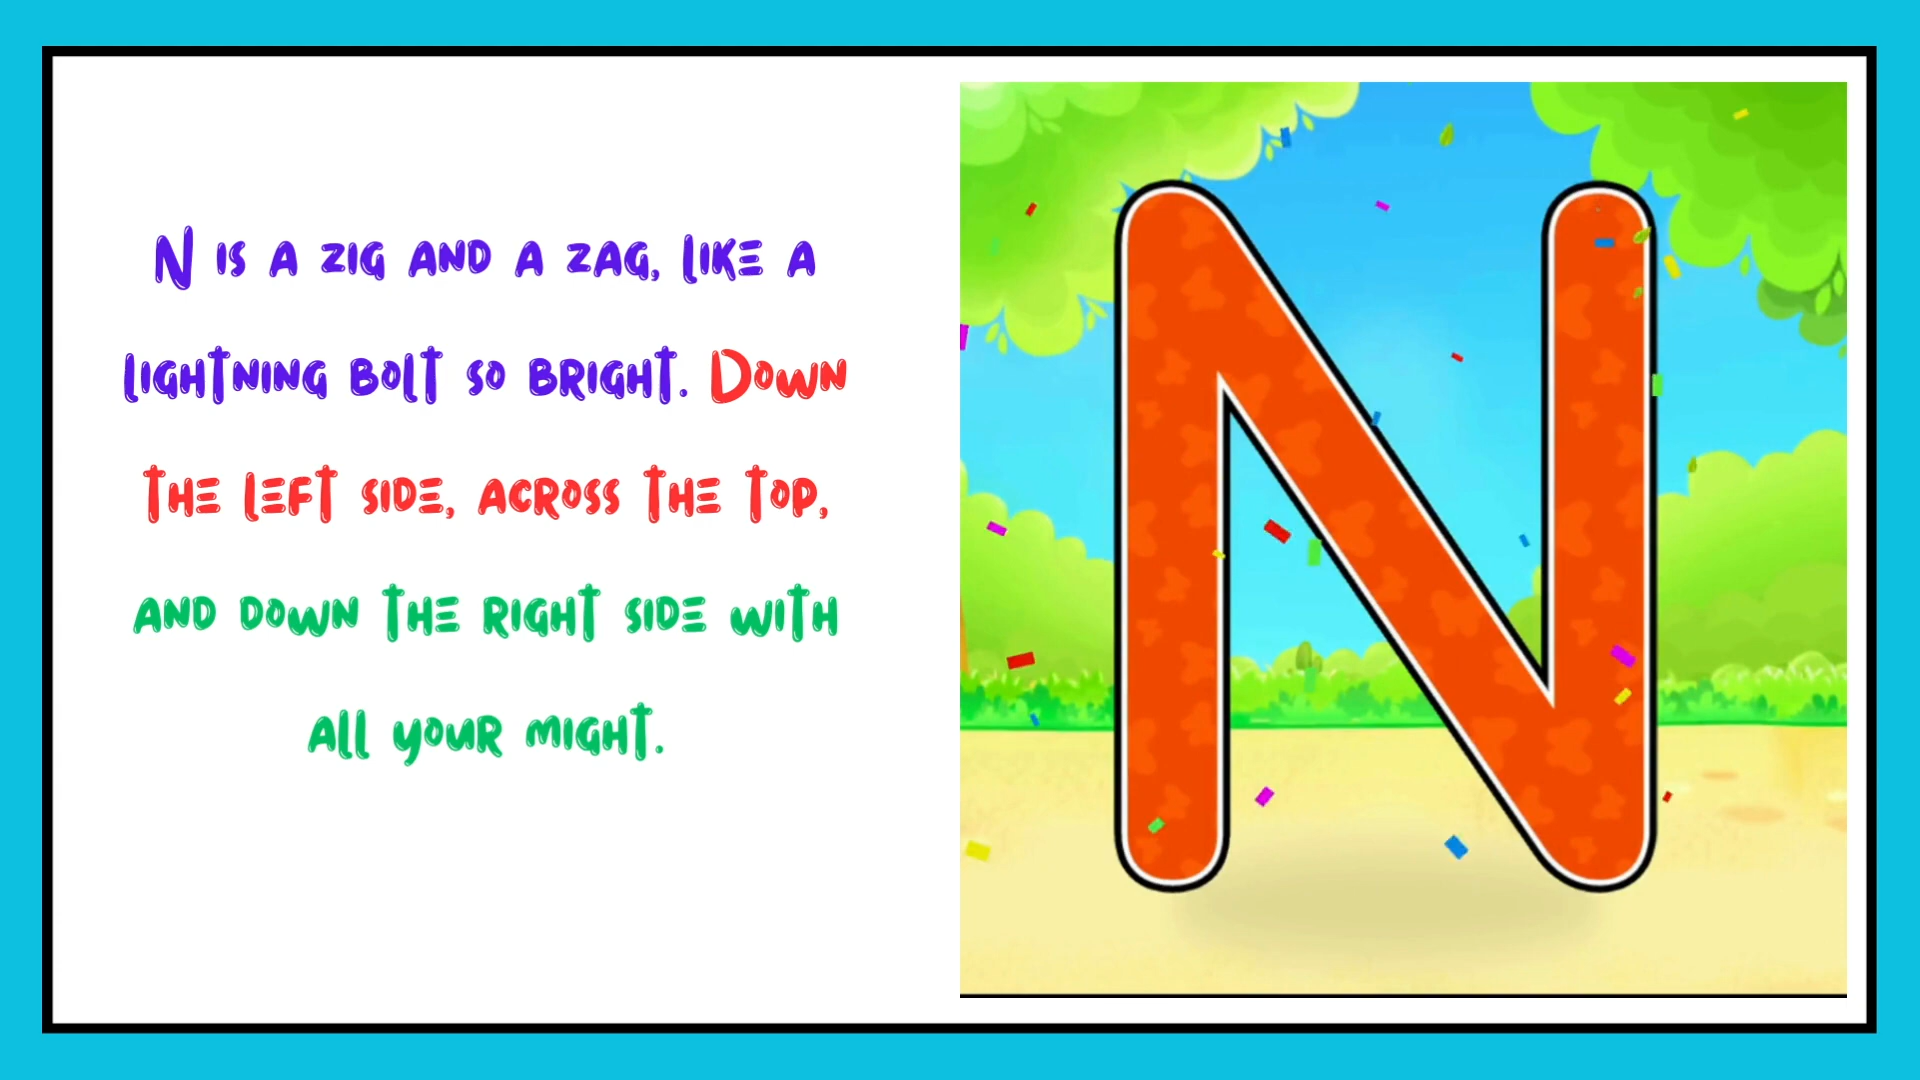 N is a zig and a zag, like a
lightning bolt so bright. Down
the left side, across the top,
and down the right side with
all your might.
N